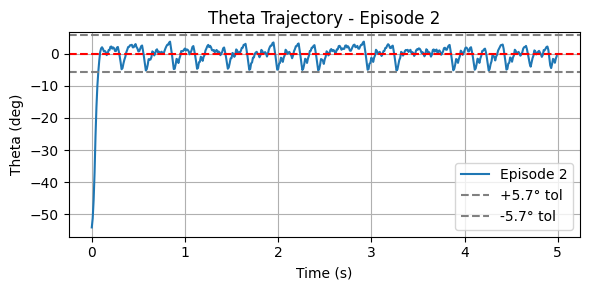 Theta Trajectory - Episode 2
Theta (deg)
0
−10
−20
−30
−40
−50
0
1
2
3
4
5
Time (s)
Episode 2
+5.7° tol
-5.7° tol